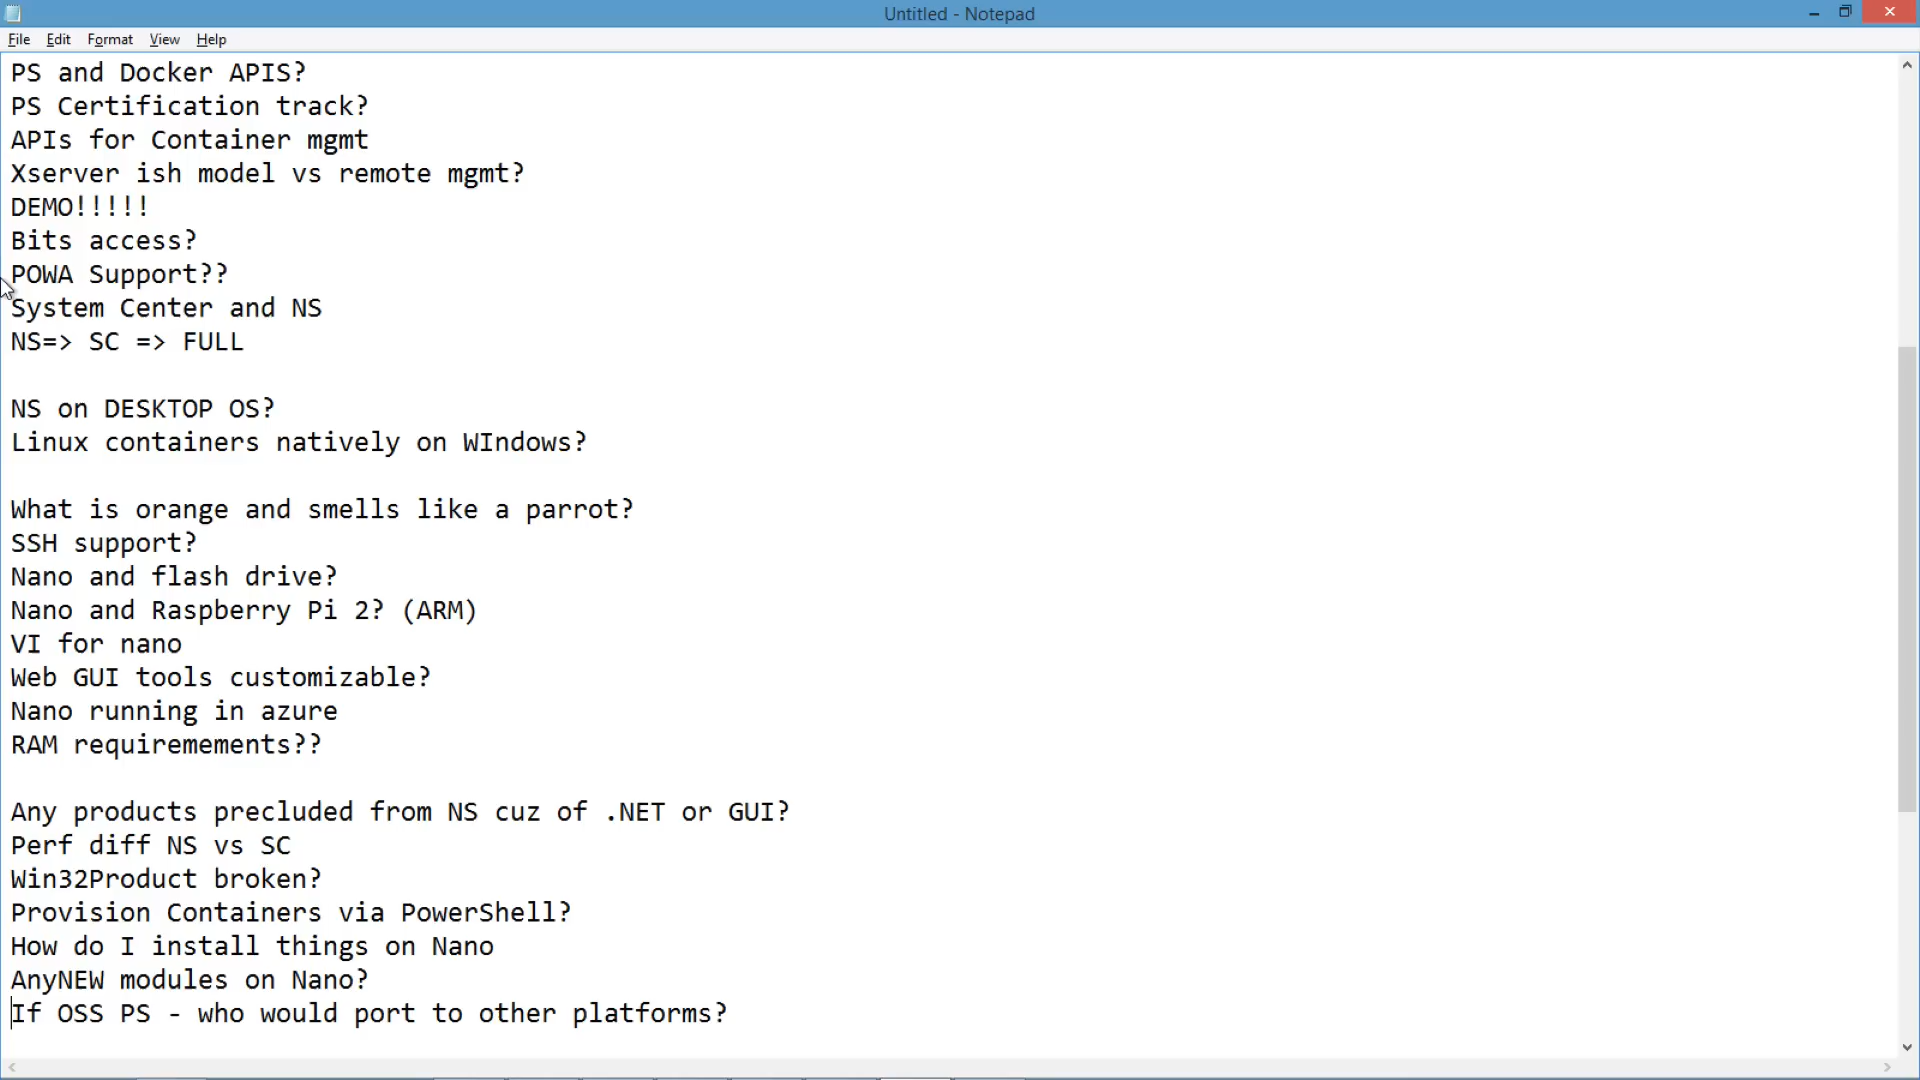 Untitled - Notepad
File Edit Format View Help
PS and Docker APIS?
PS Certification track?
APIs for Container mgmt
Xserver ish model vs remote mgmt?
DEMO!!!!!
Bits access?
POWA Support??
System Center and NS
NS=> SC => FULL
NS on DESKTOP OS?
Linux containers natively on WIndows?
What is orange and smells like a parrot?
SSH support?
Nano and flash drive?
Nano and Raspberry Pi 2? (ARM)
VI for nano
Web GUI tools customizable?
Nano running in azure
RAM requiremements??
Any products precluded from NS cuz of .NET or GUI?
Perf diff NS vs SC
Win32Product broken?
Provision Containers via PowerShell?
How do I install things on Nano
AnyNEW modules on Nano?
If OSS PS - who would port to other platforms?